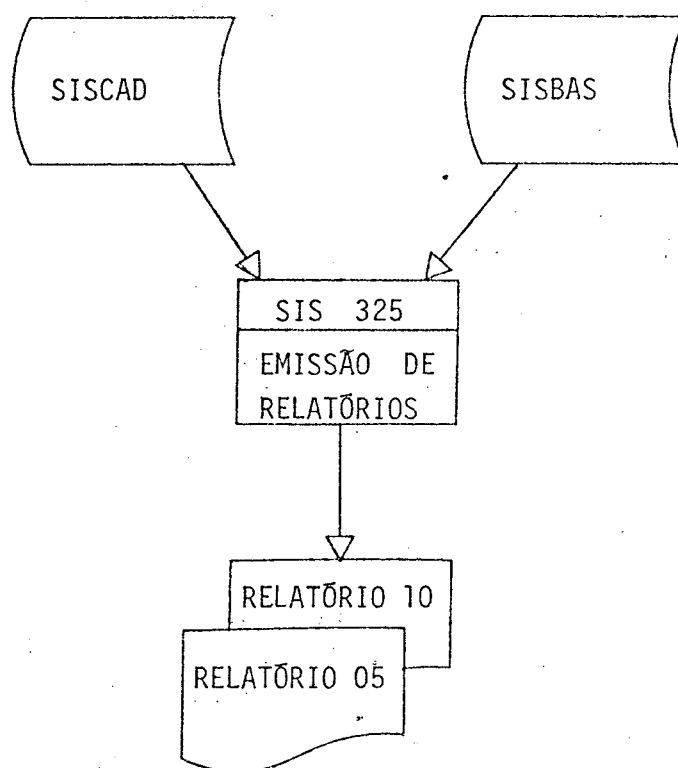 SISCAD
SISBAS
SIS 325
EMISSÃO DE
RELATÓRIOS
RELATÓRIO 10
RELATÓRIO 05